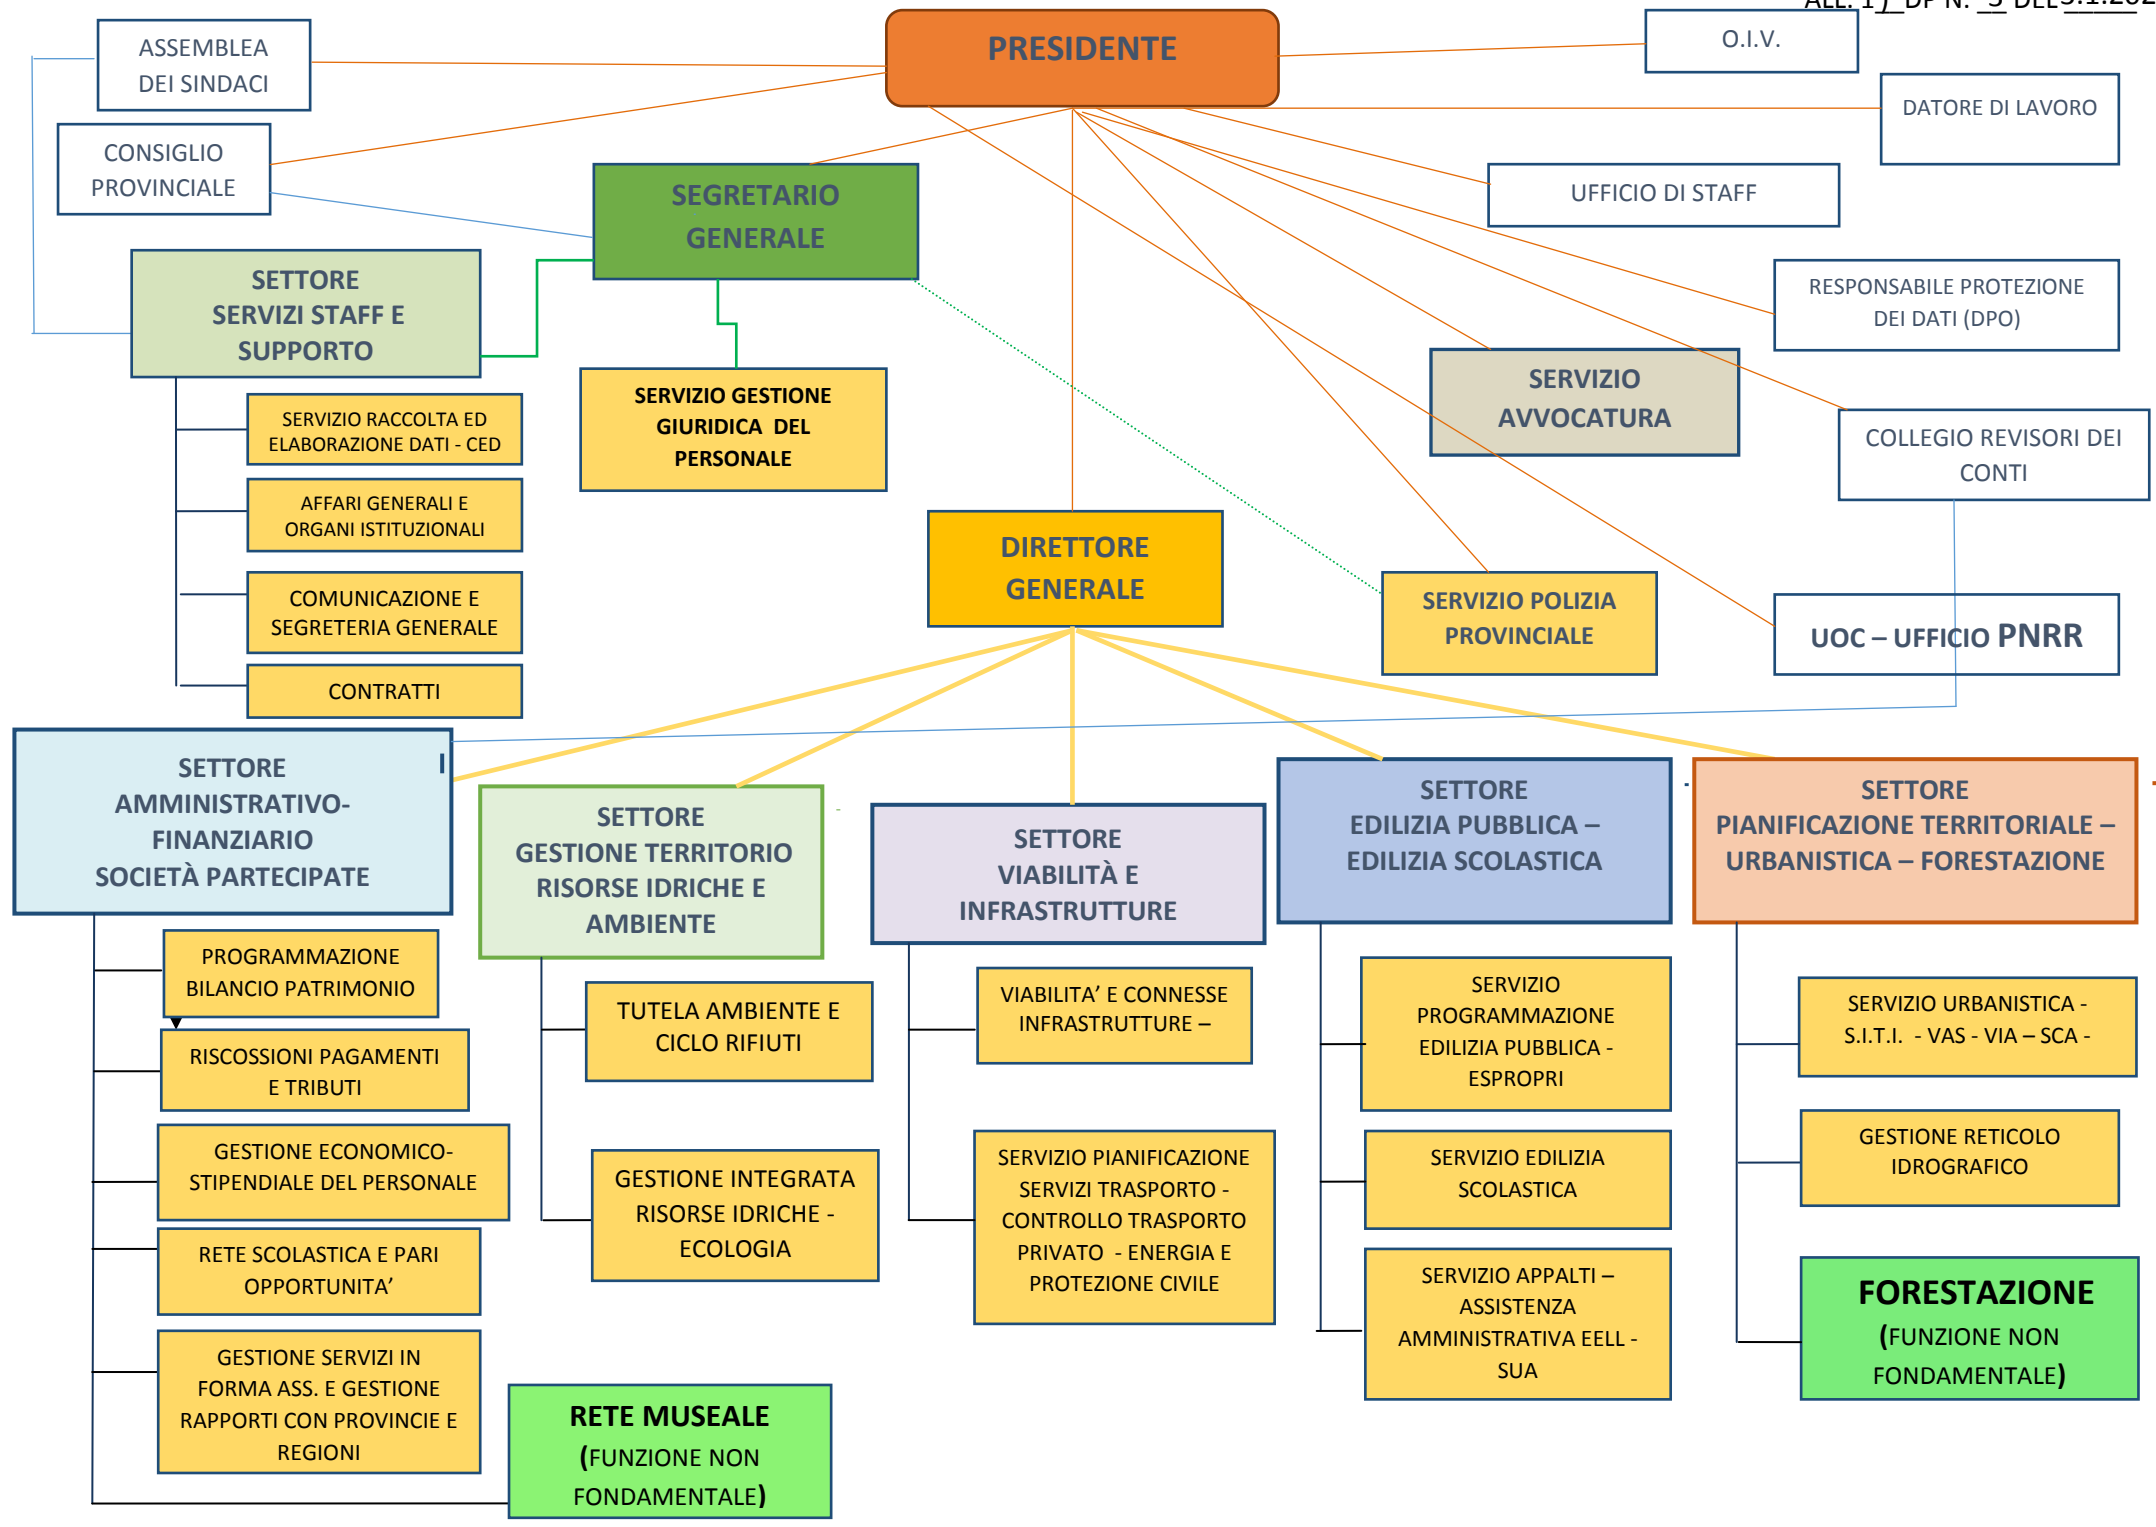 ALL. 1 ) DP N. 3 DEL
ASSEMBLEA
DEI SINDACI
PRESIDENTE
O.I.V.
DATORE DI LAVORO
CONSIGLIO
PROVINCIALE
SEGRETARIO
GENERALE
UFFICIO DI STAFF
SETTORE
SERVIZI STAFF E
SUPPORTO
RESPONSABILE PROTEZIONE
DEI DATI (DPO)
SERVIZIO GESTIONE
GIURIDICA DEL
PERSONALE
SERVIZIO
AVVOCATURA
SERVIZIO RACCOLTA ED
ELABORAZIONE DATI - CED
COLLEGIO REVISORI DEI
CONTI
AFFARI GENERALI E
ORGANI ISTITUZIONALI
DIRETTORE
GENERALE
COMUNICAZIONE E
SEGRETERIA GENERALE
SERVIZIO POLIZIA
PROVINCIALE
UOC – UFFICIO PNRR
CONTRATTI
SETTORE
AMMINISTRATIVO-
FINANZIARIO
SOCIETÀ PARTECIPATE
I
SETTORE
GESTIONE TERRITORIO
RISORSE IDRICHE E
AMBIENTE
SETTORE
VIABILITÀ E
INFRASTRUTTURE
SETTORE
EDILIZIA PUBBLICA –
EDILIZIA SCOLASTICA
SETTORE
PIANIFICAZIONE TERRITORIALE –
URBANISTICA – FORESTAZIONE
PROGRAMMAZIONE
BILANCIO PATRIMONIO
RISCOSSIONI PAGAMENTI
E TRIBUTI
GESTIONE ECONOMICO-
STIPENDIALE DEL PERSONALE
RETE SCOLASTICA E PARI
OPPORTUNITA’
GESTIONE SERVIZI IN
FORMA ASS. E GESTIONE
RAPPORTI CON PROVINCIE E
REGIONI
RETE MUSEALE
(FUNZIONE NON
FONDAMENTALE)
TUTELA AMBIENTE E
CICLO RIFIUTI
GESTIONE INTEGRATA
RISORSE IDRICHE -
ECOLOGIA
VIABILITA’ E CONNESSE
INFRASTRUTTURE –
SERVIZIO PIANIFICAZIONE
SERVIZI TRASPORTO -
CONTROLLO TRASPORTO
PRIVATO - ENERGIA E
PROTEZIONE CIVILE
SERVIZIO
PROGRAMMAZIONE
EDILIZIA PUBBLICA -
ESPROPRI
SERVIZIO EDILIZIA
SCOLASTICA
SERVIZIO APPALTI –
ASSISTENZA
AMMINISTRATIVA EELL -
SUA
SERVIZIO URBANISTICA -
S.I.T.I. - VAS - VIA – SCA -
GESTIONE RETICOLO
IDROGRAFICO
FORESTAZIONE
(FUNZIONE NON
FONDAMENTALE)